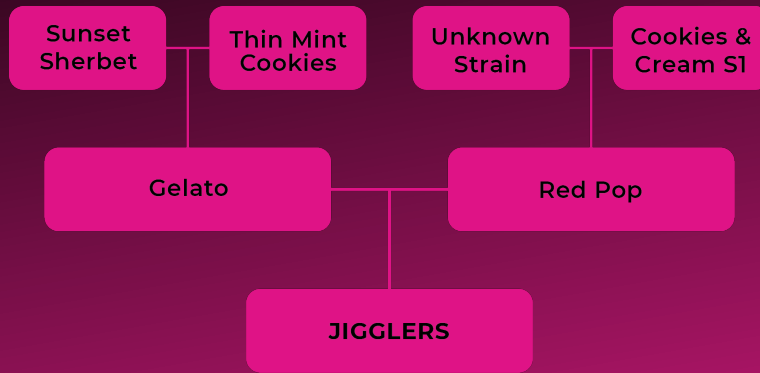 Sunset
Sherbet
Thin Mint
Cookies
Unknown
Strain
Cookies &
Cream S1
Gelato
Red Pop
JIGGLERS